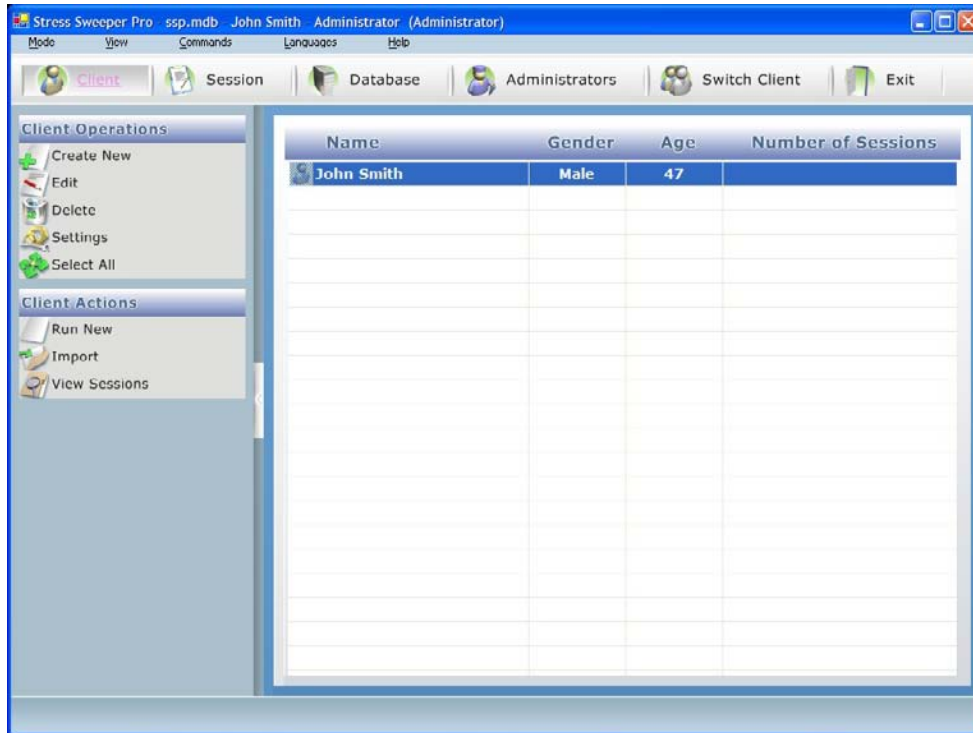 Stress Sweeper Pro ssp.mdb John Smith Administrator (Administrator)
Mode View Commands Languages Help
Client Session Database Administrators Switch Client Exit
Client Operations
Create New
Edit
Delete
Settings
Select All
Client Actions
Run New
Import
View Sessions
Name Gender Age Number of Sessions
John Smith Male 47